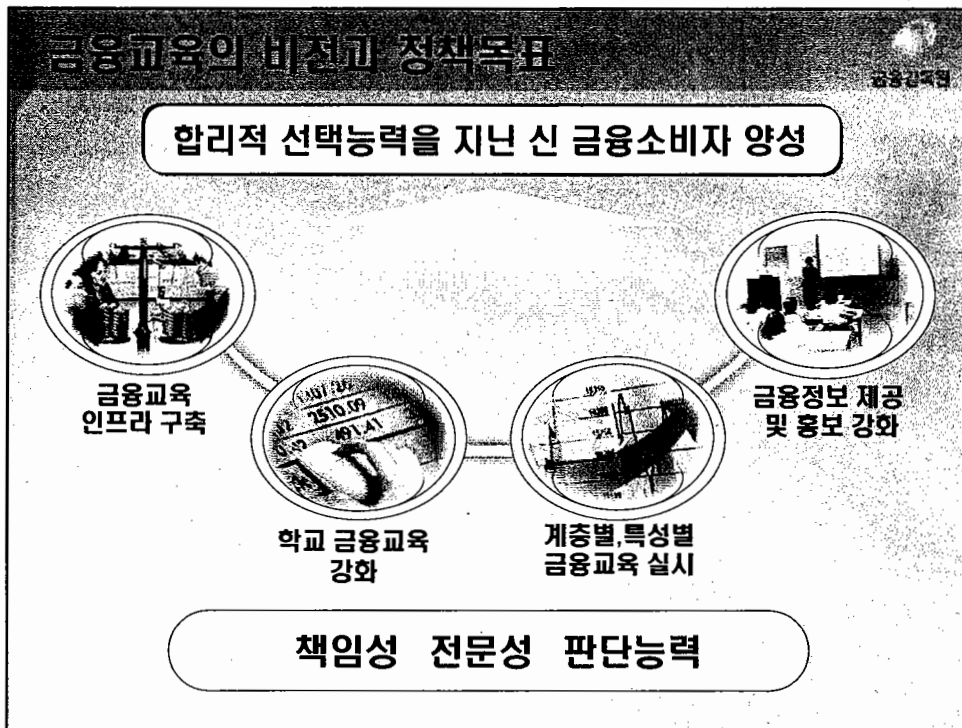 금융교육의 비전과 정책목표
금융감독원
합리적 선택능력을 지닌 신 금융소비자 양성
금융교육
인프라 구축
2510.09
491.41
학교 금융교육
강화
계층별,특성별
금융교육 실시
금융정보 제공
및 홍보 강화
책임성 전문성 판단능력